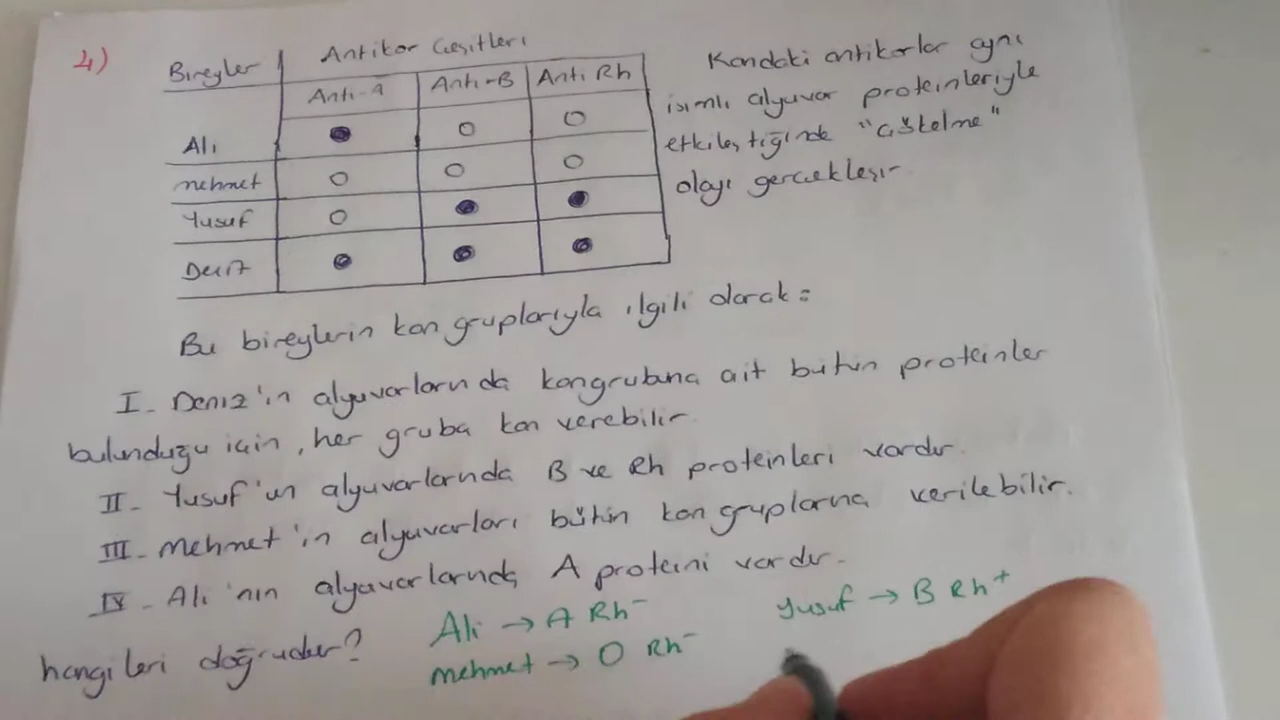 4)
Bireyler Antikor Çeşitleri
Anti-A Anti-B Anti Rh
Ali
mehmet
Yusuf
Deniz
Kandaki antikorlar aynı
isimli alyuvar proteinleriyle
etkileştiğinde "çökelme"
olayı gerçekleşir.
Bu bireylerin kan gruplarıyla ilgili olarak:
I - Deniz'in alyuvarlarında kangrubuna ait bütün proteinler
bulunduğu için, her gruba kan verebilir.
II - Yusuf'un alyuvarlarında B ve Rh proteinleri vardır.
III - Mehmet'in alyuvarları bütün kan gruplarına verilebilir.
IV - Ali'nin alyuvarlarında A proteini vardır.
hangileri doğrudur?
Ali → A Rh⁻
Yusuf → B Rh⁺
mehmet → O Rh⁻